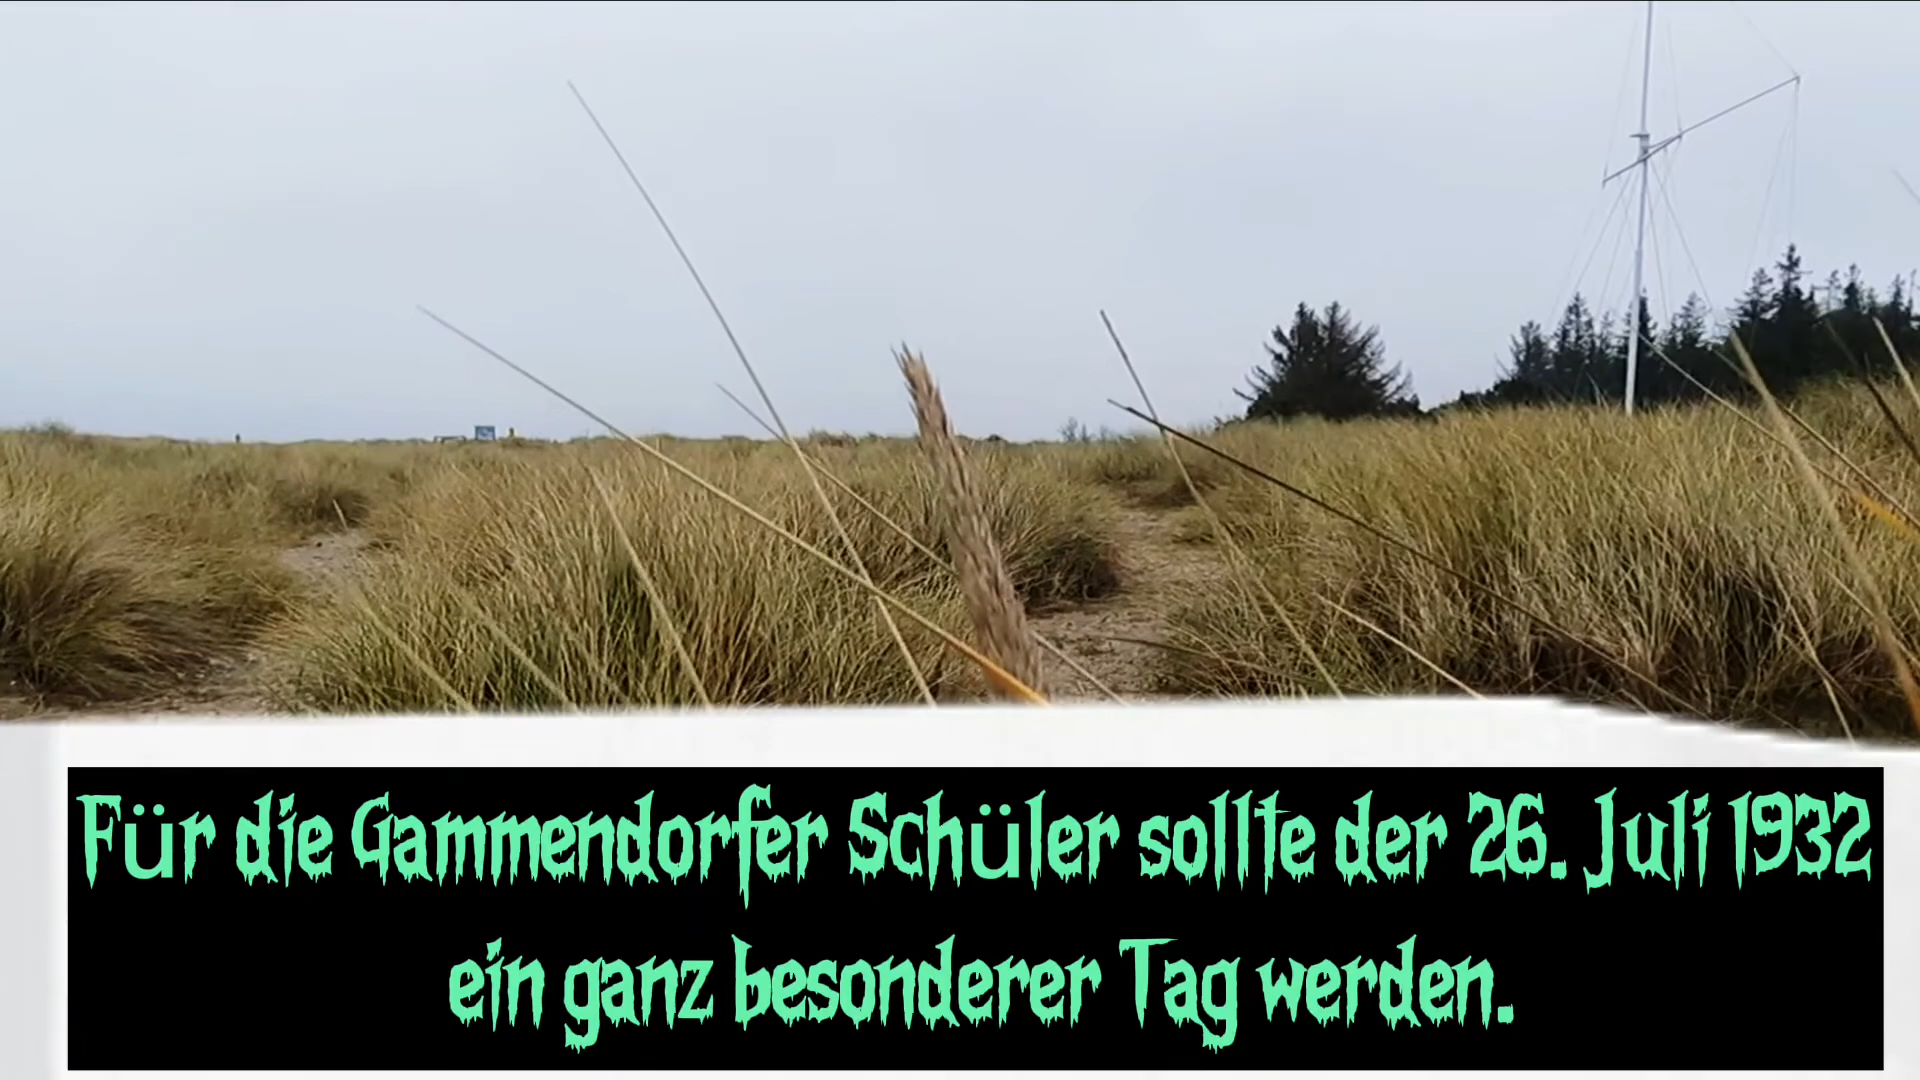 Für die Gammendorfer Schüler sollte der 26. Juli 1932
ein ganz besonderer Tag werden.